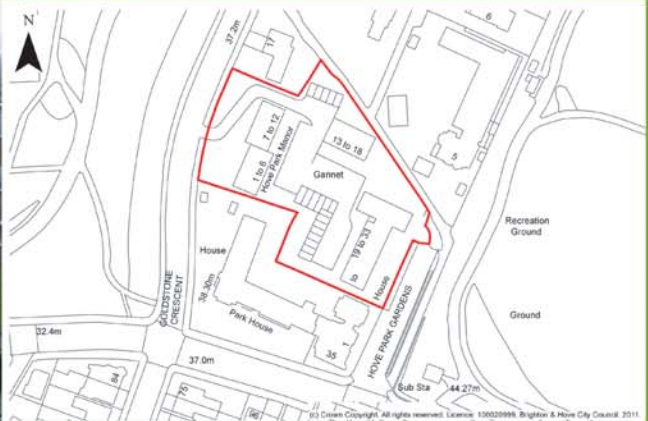 N
37.2m
17
6
7 to 12
1 to 6
Hove Park Manor
13 to 18
5
Gannet
19 to 33
to
House
Recreation
Ground
House
38.30m
GOLDSTONE
CRESCENT
Park House
1
35
HOVE PARK GARDENS
Ground
32.4m
37.0m
84
75
Sub Sta
44.27m
(c) Crown Copyright. All rights reserved. Licence: 100020999, Brighton & Hove City Council. 2011.